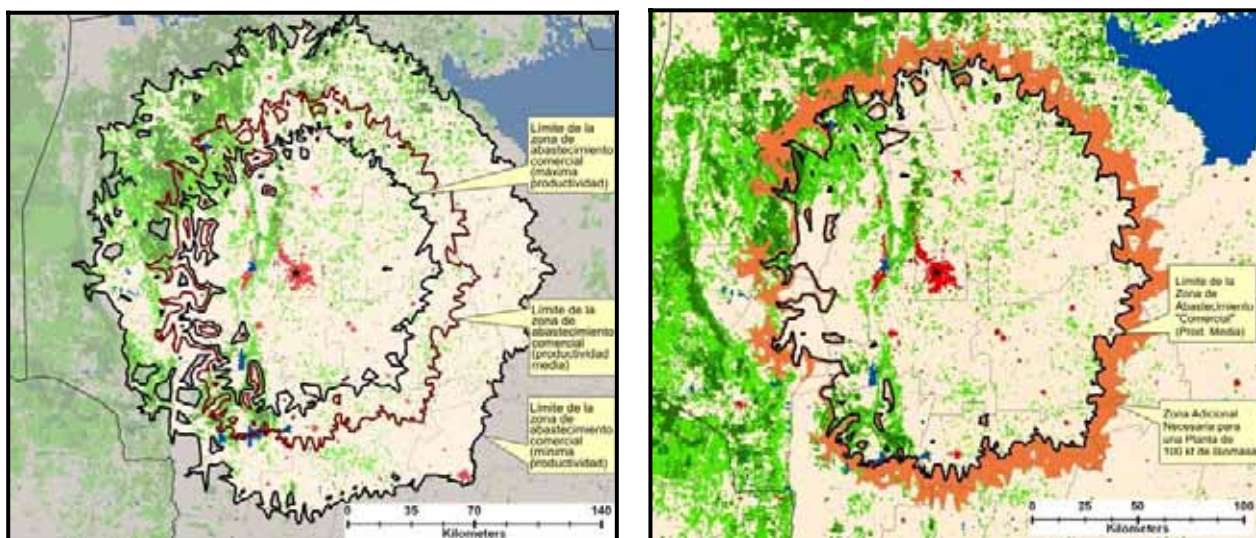 Límite de la
zona de
abastecimiento
comercial
(máxima
productividad)
Límite de la
zona de
abastecimiento
comercial
(productividad
media)
Límite de la
zona de
abastecimiento
comercial
(mínima
productividad)
0 35 70 140
Kilometers
Límite de la
Zona de
Abastecimiento
"Comercial"
(Prod. Media)
Zona Adicional
Necesaria para
una Planta de
100 kt de Biomasa
0 25 50 100
Kilometers